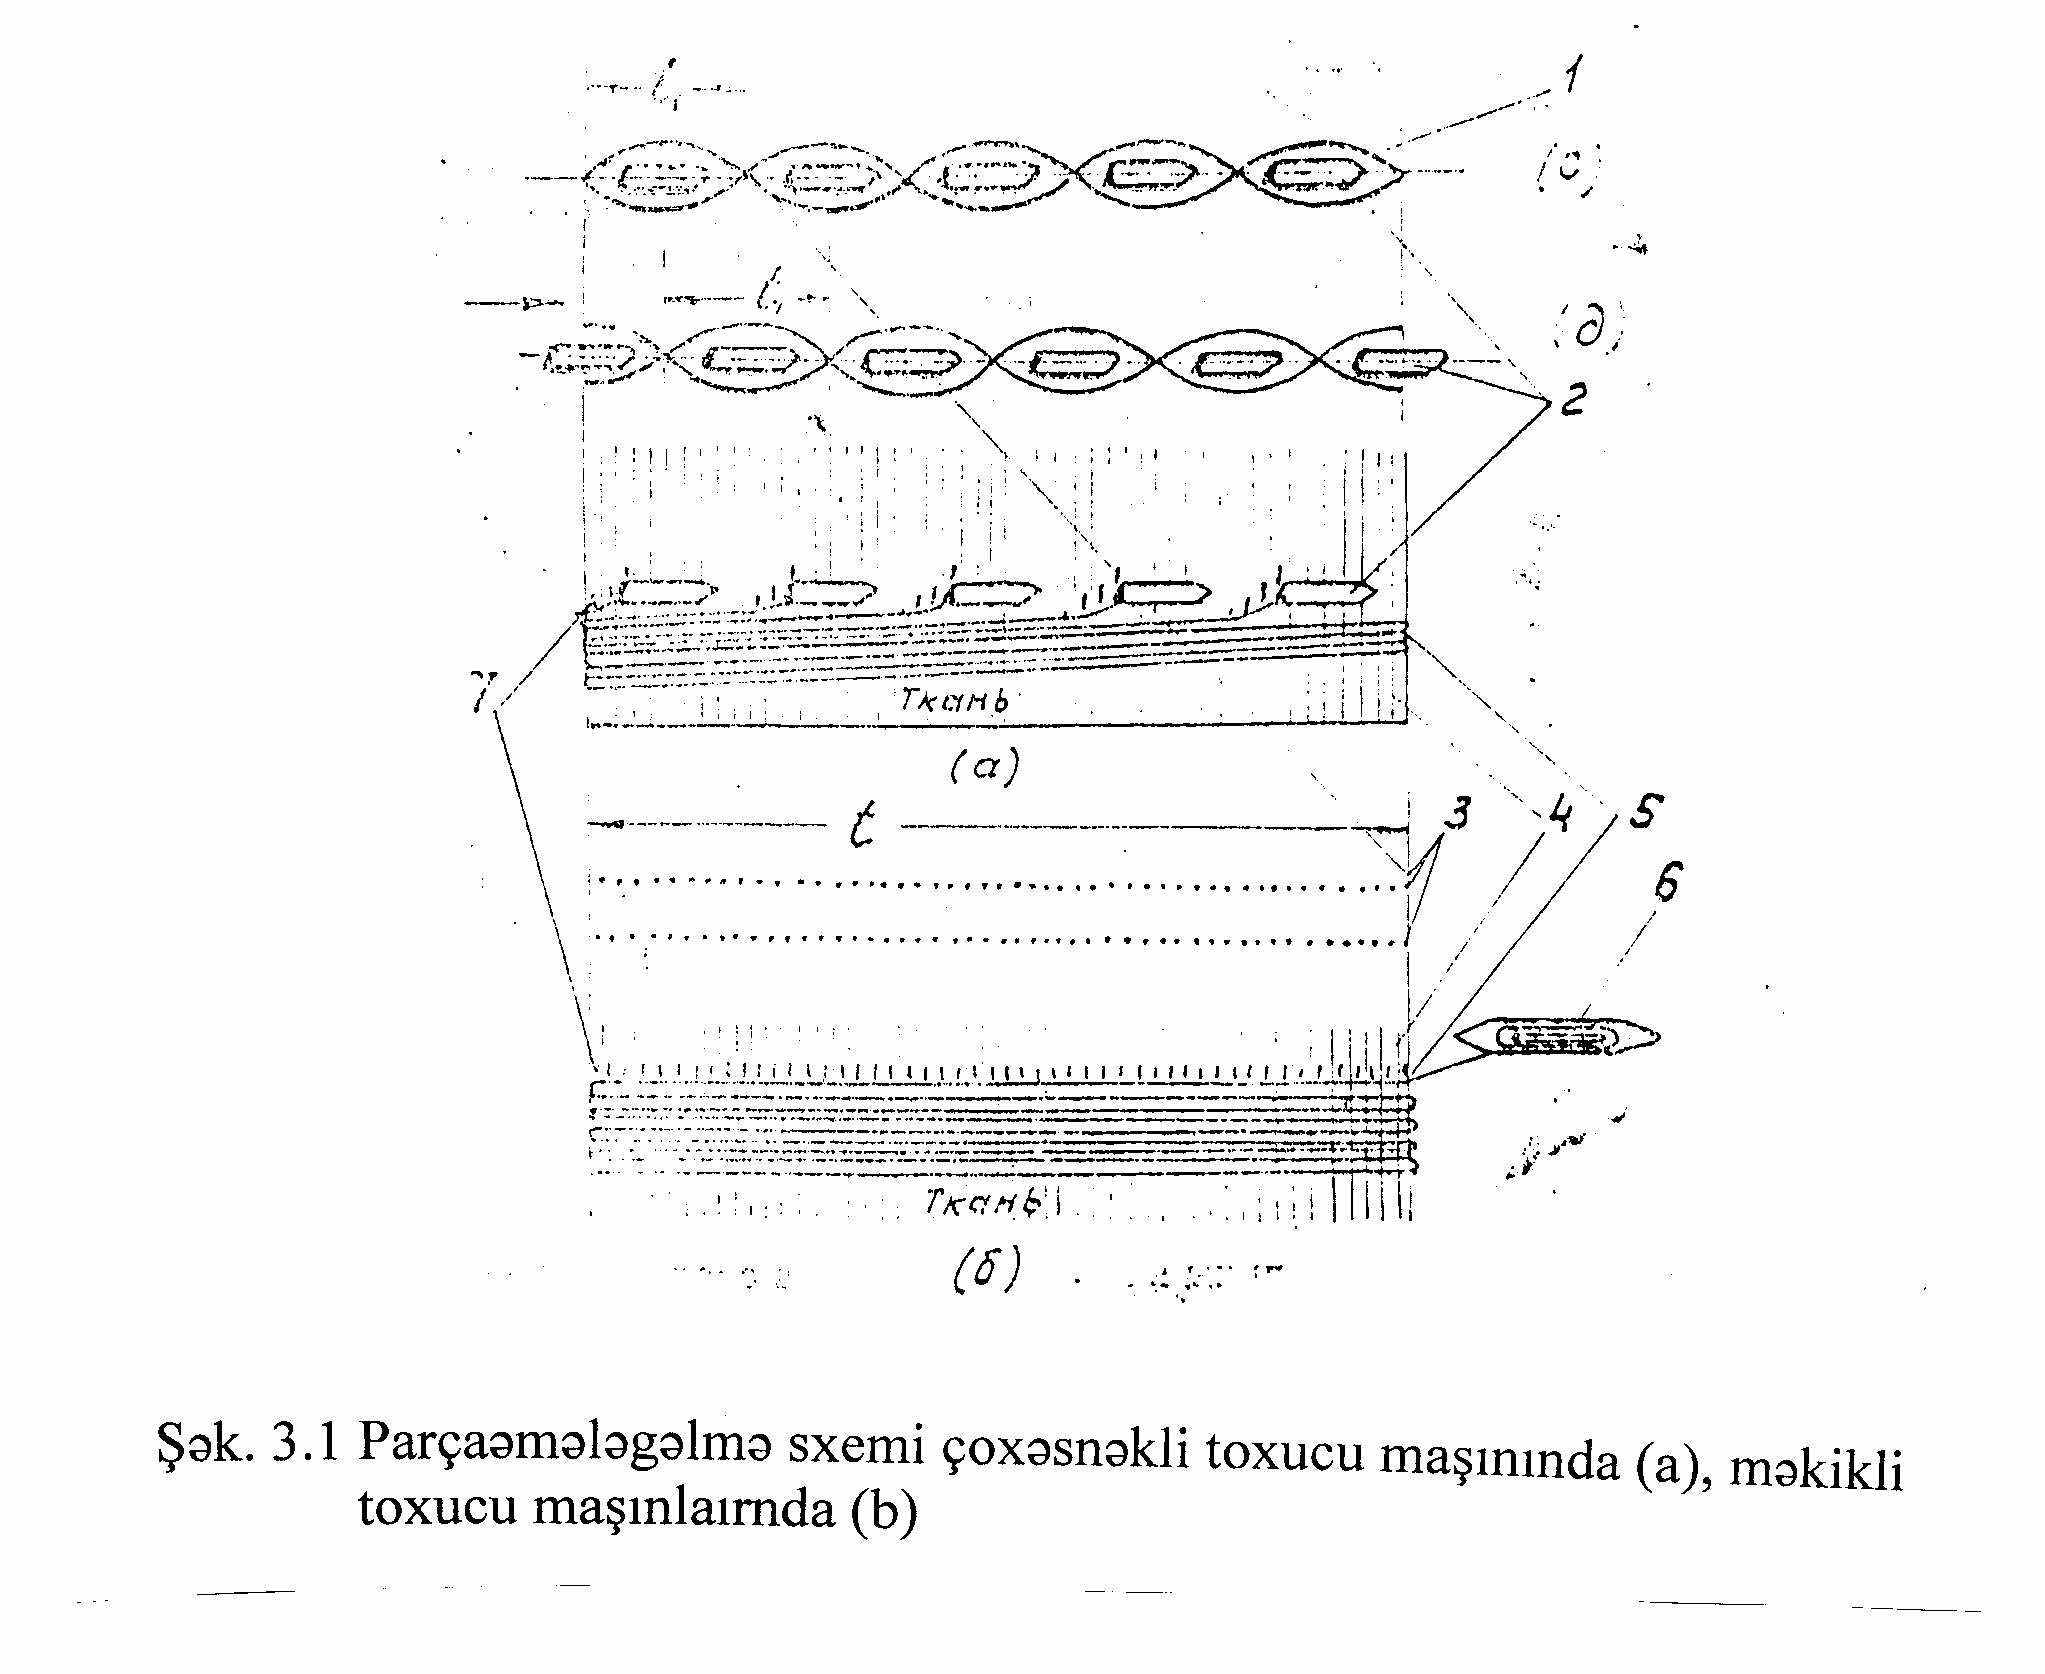 l₁
1
(c)
l₁
(д)
2
7
Ткань
(а)
t
3
4
5
6
Ткань
(б)
Şək. 3.1 Parçaəmələgəlmə sxemi çoxəsnəkli toxucu maşınında (a), məkikli
toxucu maşınlaırnda (b)